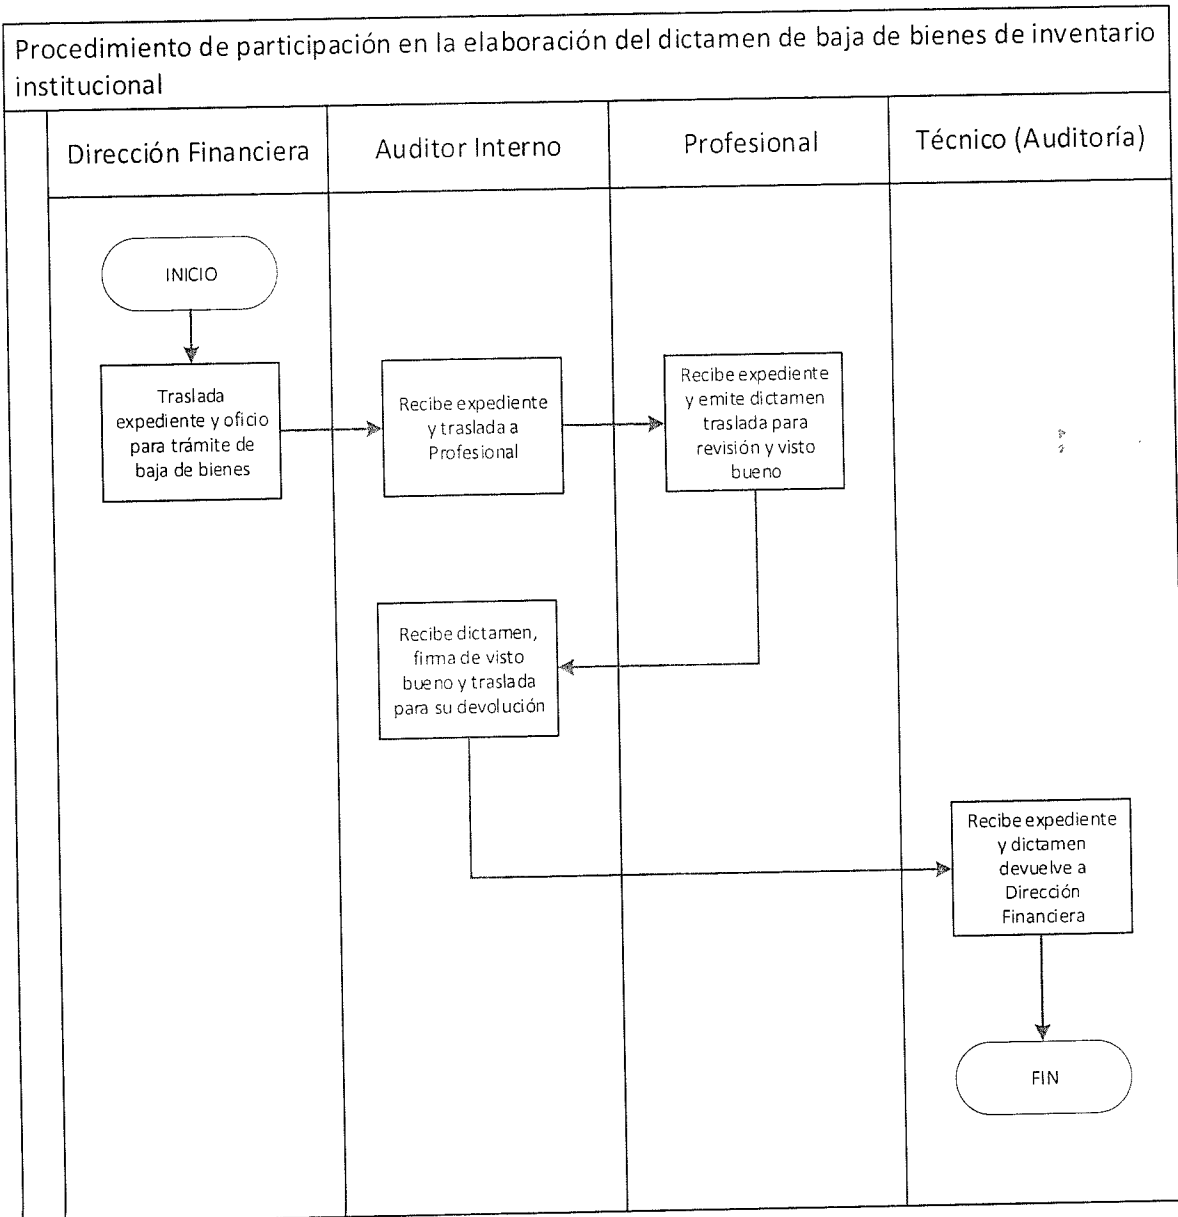 Procedimiento de participación en la elaboración del dictamen de baja de bienes de inventario
institucional
Dirección Financiera
Auditor Interno
Profesional
Técnico (Auditoría)
INICIO
Traslada
expediente y oficio
para trámite de
baja de bienes
Recibe expediente
y traslada a
Profesional
Recibe expediente
y emite dictamen
traslada para
revisión y visto
bueno
Recibe dictamen,
firma de visto
bueno y traslada
para su devolución
Recibe expediente
y dictamen
devuelve a
Dirección
Financiera
FIN